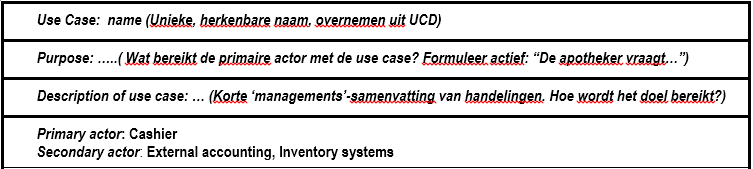 Use Case:  name (Unieke, herkenbare naam, overnemen uit UCD)
Purpose: …..( Wat bereikt de primaire actor met de use case? Formuleer actief: “De apotheker vraagt…”)
Description of use case: … (Korte ‘managements’-samenvatting van handelingen. Hoe wordt het doel bereikt?)
Primary actor: Cashier
Secondary actor: External accounting, Inventory systems